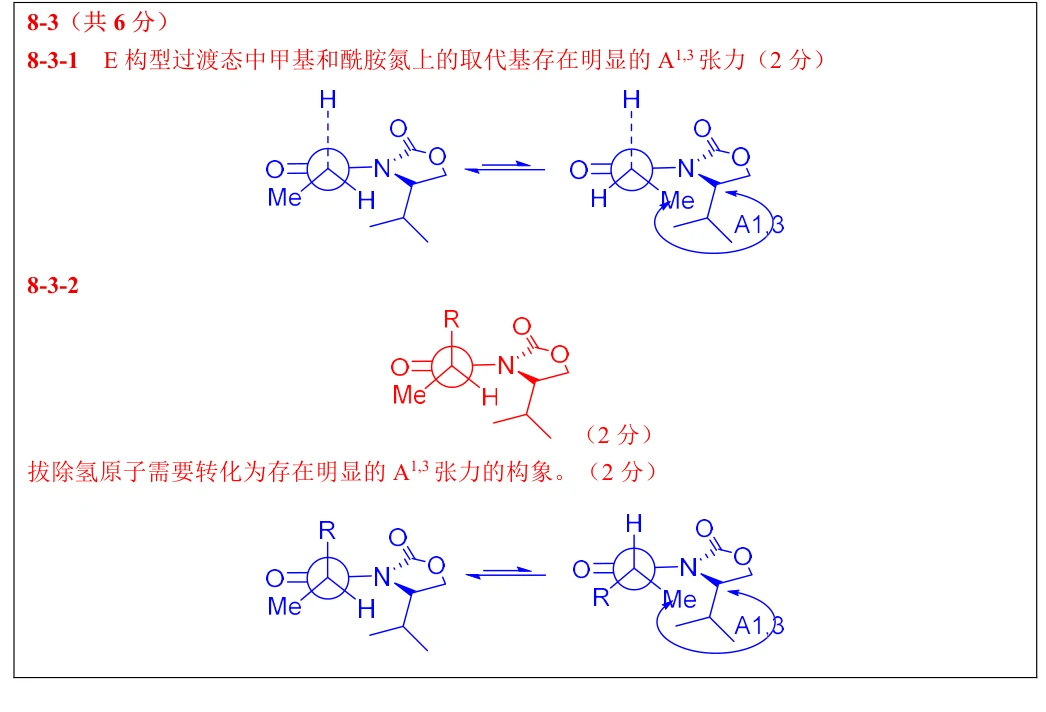 8-3（共 6 分）
8-3-1 E 构型过渡态中甲基和酰胺氮上的取代基存在明显的 A1,3 张力（2 分）
H
O
N
O
O
Me
H
H
O
N
O
O
H
Me
A1,3
8-3-2
R
O
N
O
O
Me
H
（2 分）
拔除氢原子需要转化为存在明显的 A1,3 张力的构象。（2 分）
R
O
N
O
O
Me
H
H
O
N
O
O
R
Me
A1,3